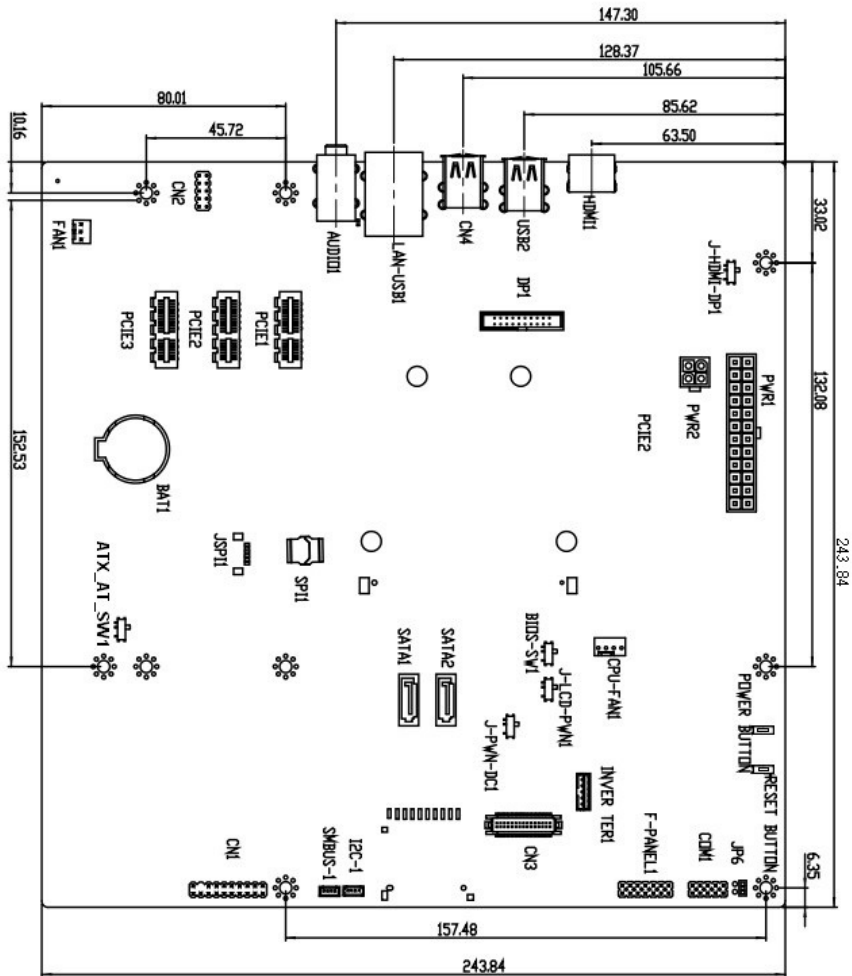 147.30
128.37
105.66
85.62
63.50
80.01
45.72
10.16
33.02
132.08
152.53
243.84
6.35
157.48
243.84
CN2
FAN1
AUDIO1
LAN-USB1
CN4
USB2
HDMI1
J-HDMI-DP1
DP1
PCIE3
PCIE2
PCIE1
PWR1
PWR2
PCIE2
BAT1
JSPI1
SPI1
ATX_AT_SW1
SATA1
SATA2
BIOS-SW1
J-LCD-PWN1
CPU-FAN1
J-PWN-DC1
POWER BUTTON
RESET BUTTON
INVER TER1
CN1
SMBUS-1
I2C-1
CN3
F-PANEL1
COM1
JP6